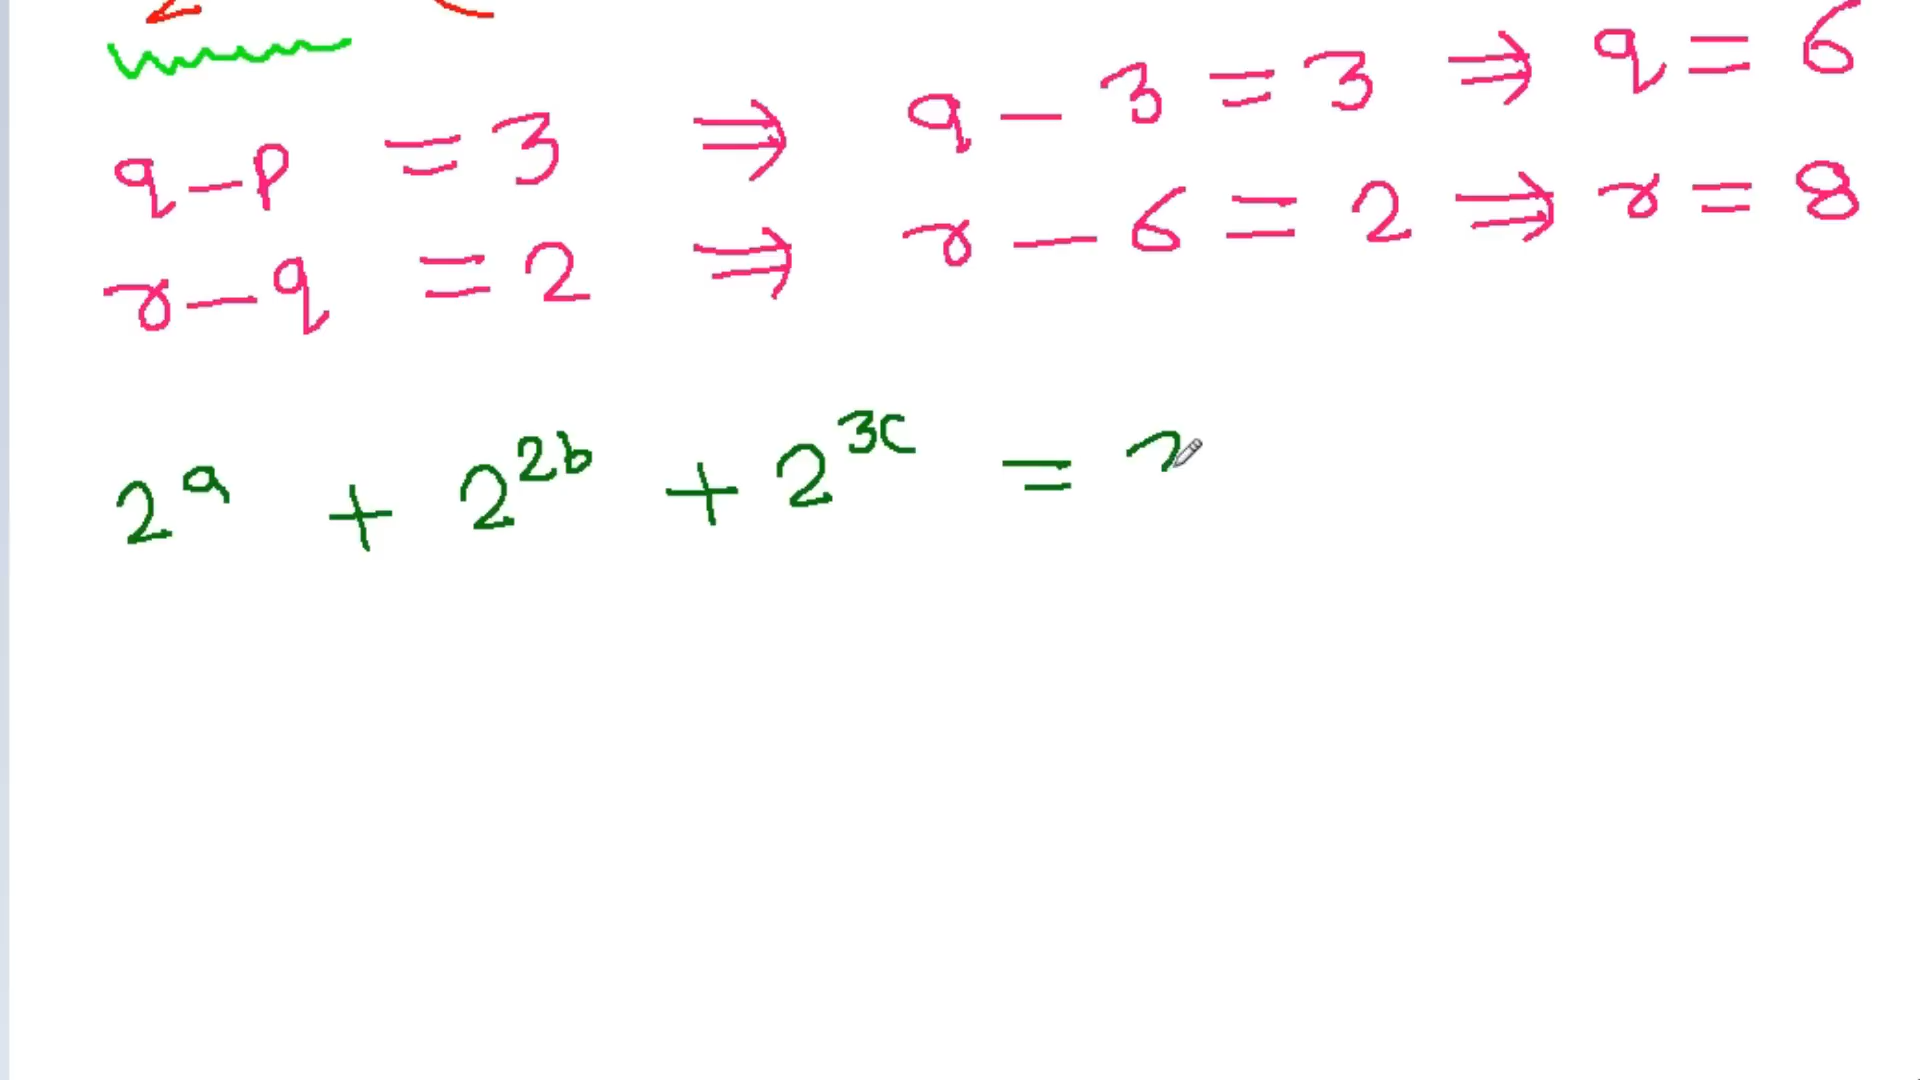 q - p = 3 ⇒ q - 3 = 3 ⇒ q = 6
r - q = 2 ⇒ r - 6 = 2 ⇒ r = 8
2^a + 2^{2b} + 2^{3c} =